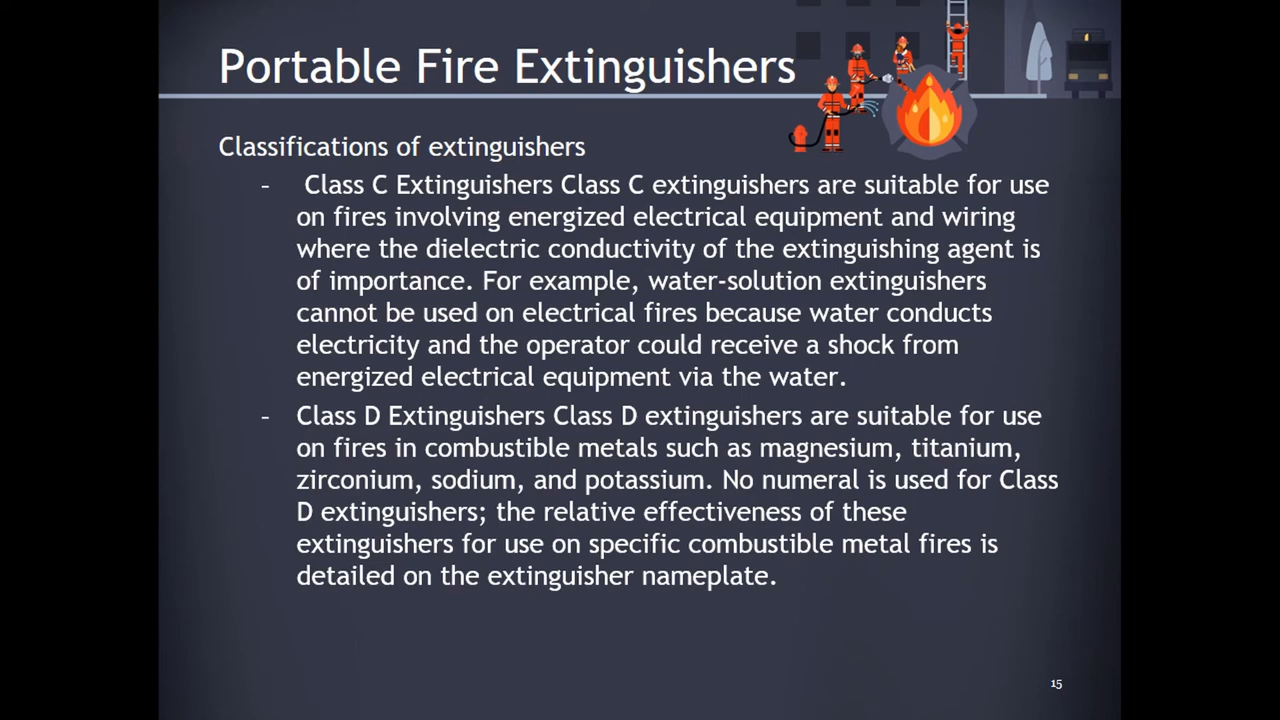 Portable Fire Extinguishers
Classifications of extinguishers
- Class C Extinguishers Class C extinguishers are suitable for use
on fires involving energized electrical equipment and wiring
where the dielectric conductivity of the extinguishing agent is
of importance. For example, water-solution extinguishers
cannot be used on electrical fires because water conducts
electricity and the operator could receive a shock from
energized electrical equipment via the water.
- Class D Extinguishers Class D extinguishers are suitable for use
on fires in combustible metals such as magnesium, titanium,
zirconium, sodium, and potassium. No numeral is used for Class
D extinguishers; the relative effectiveness of these
extinguishers for use on specific combustible metal fires is
detailed on the extinguisher nameplate.
15